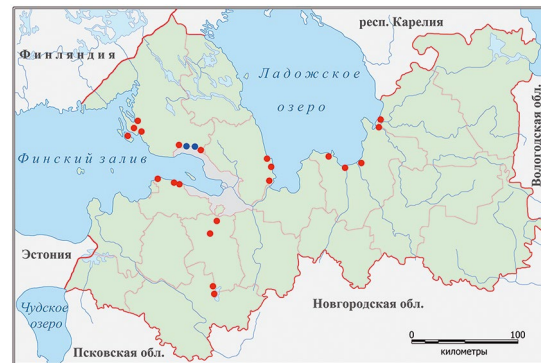 респ. Карелия
Финляндия
Ладожское
озеро
Вологодская обл.
Финский залив
Эстония
Чудское
озеро
Новгородская обл.
Псковская обл.
0 100
километры